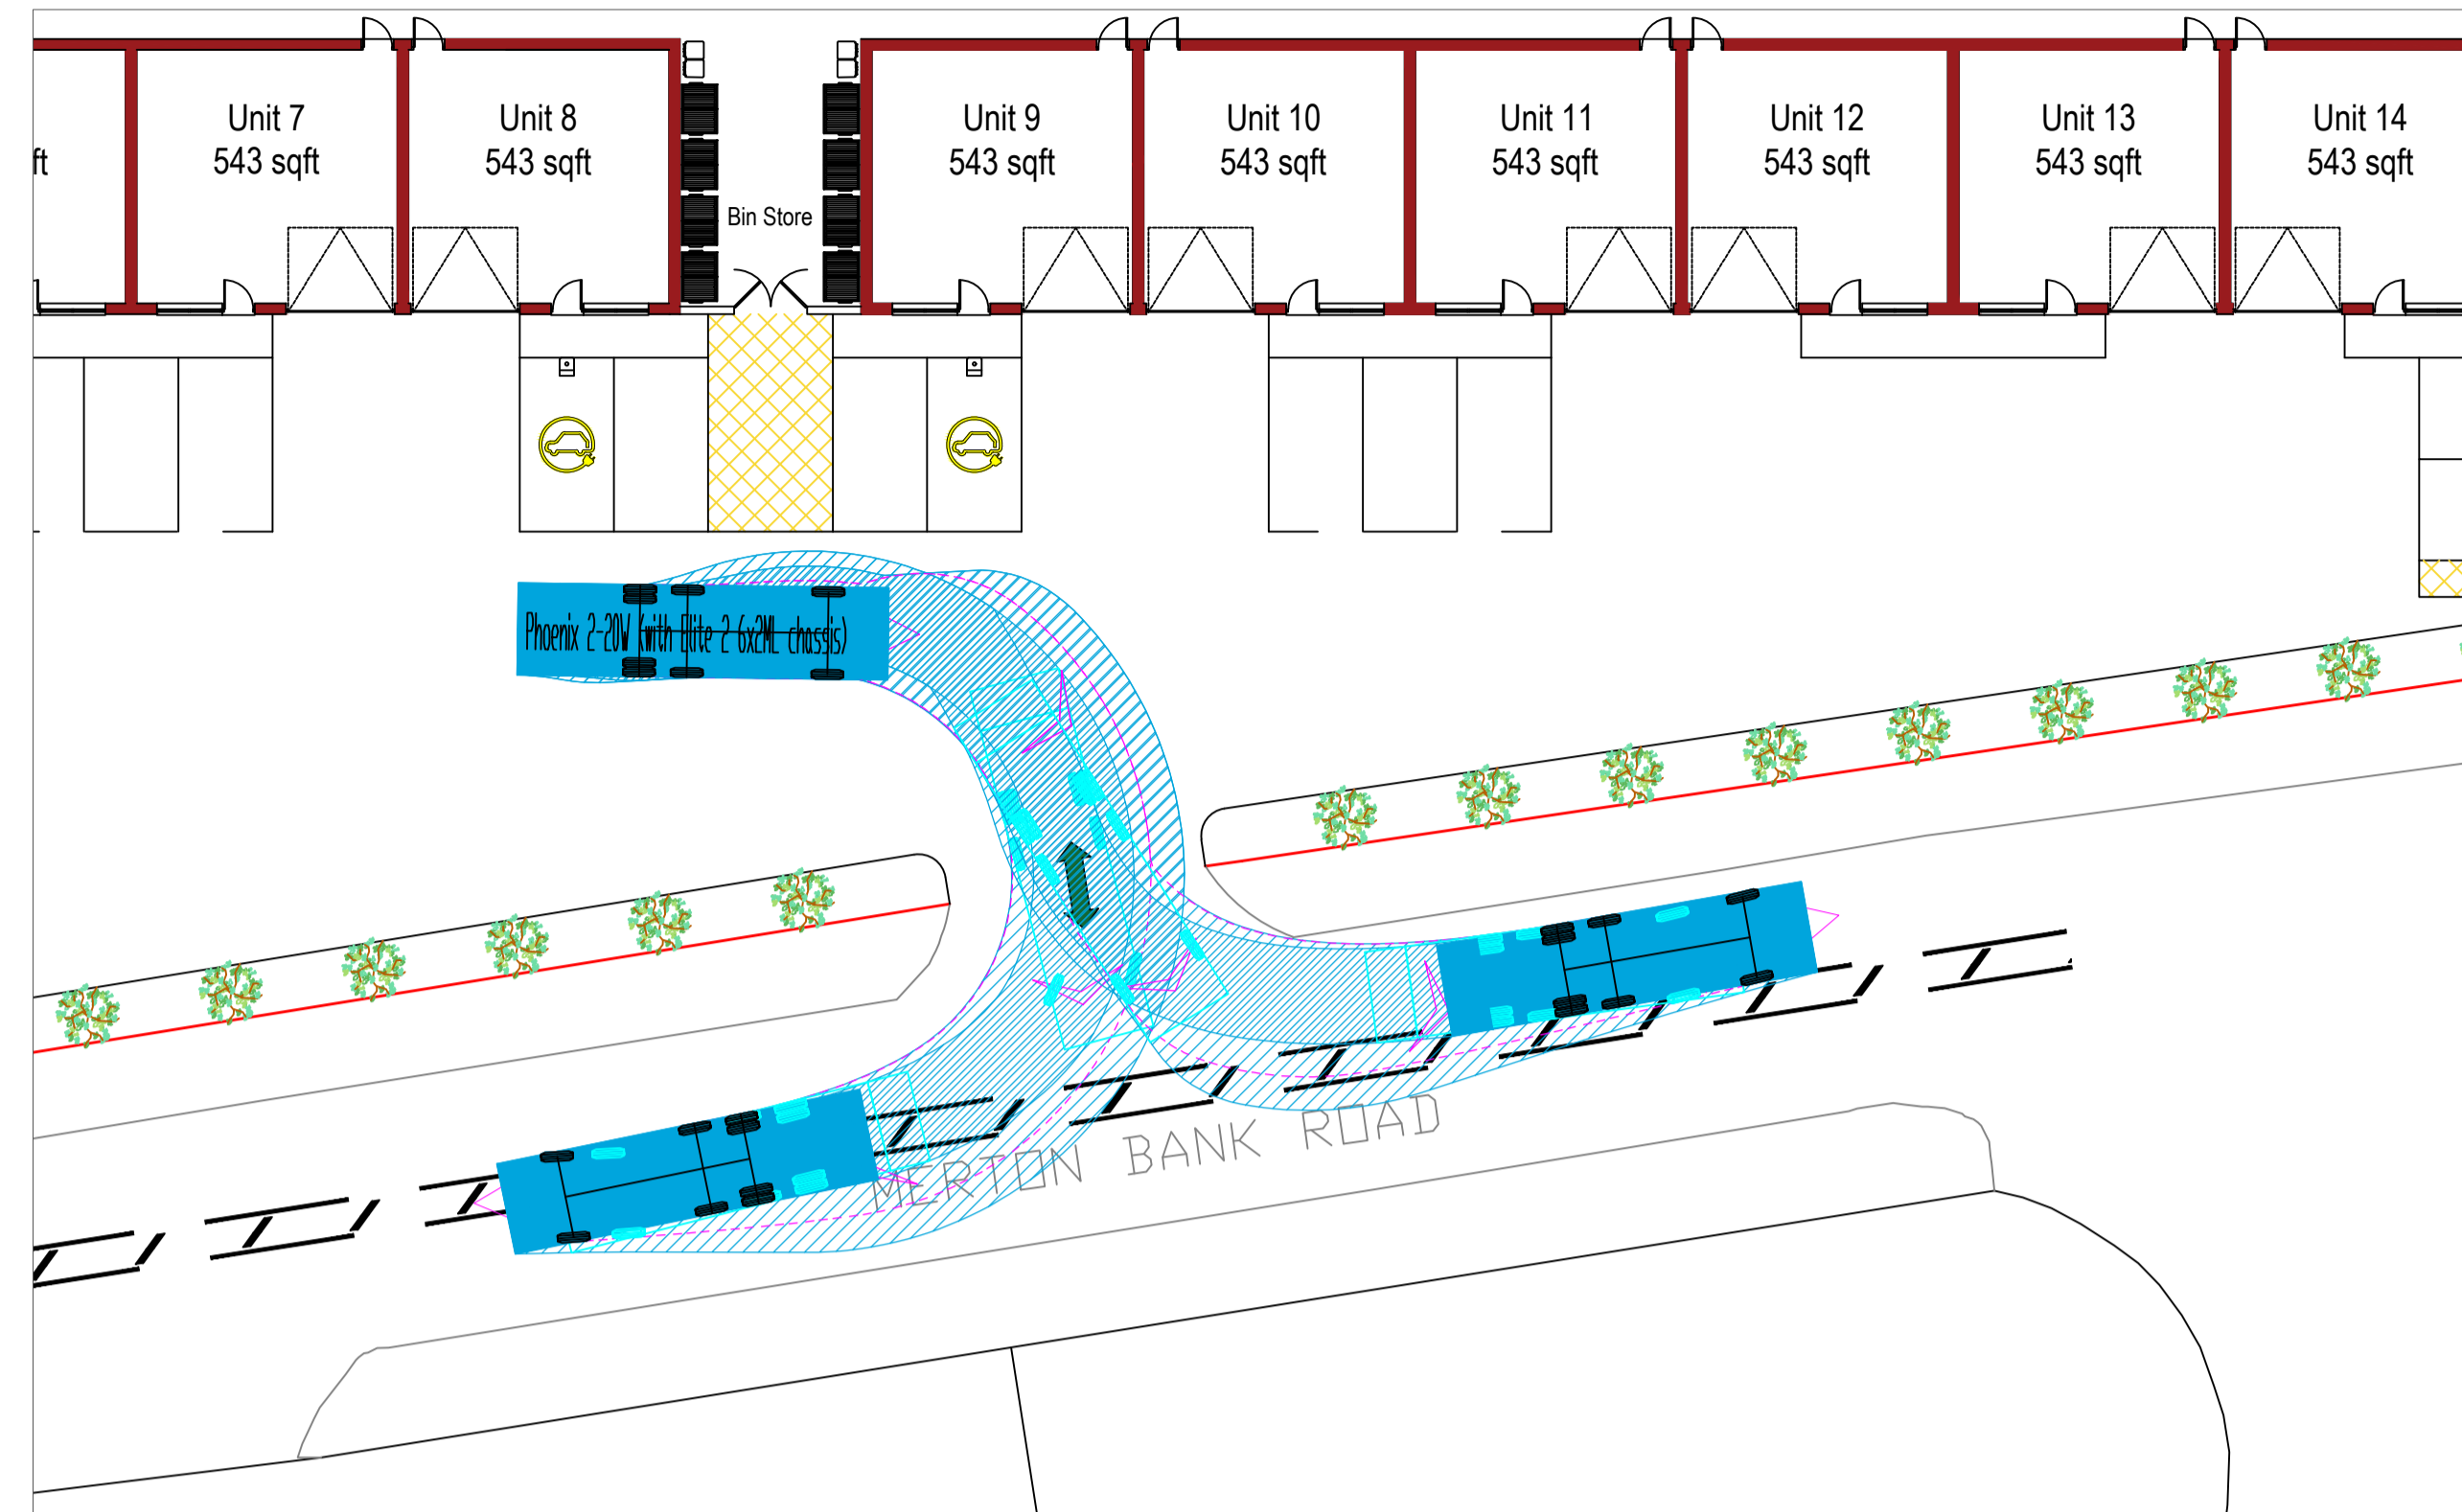 Unit 7
543 sqft
Unit 8
543 sqft
Unit 9
543 sqft
Unit 10
543 sqft
Unit 11
543 sqft
Unit 12
543 sqft
Unit 13
543 sqft
Unit 14
543 sqft
ft
Bin Store
Phoenix 2-20W (with Elite 2 6x2ML chassis)
MERTON BANK ROAD